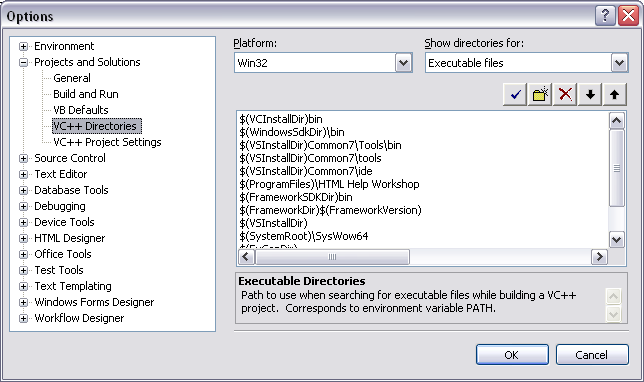 Options
Environment
Projects and Solutions
General
Build and Run
VB Defaults
VC++ Directories
VC++ Project Settings
Source Control
Text Editor
Database Tools
Debugging
Device Tools
HTML Designer
Office Tools
Test Tools
Text Templating
Windows Forms Designer
Workflow Designer
Platform:
Win32
Show directories for:
Executable files
$(VCInstallDir)bin
$(WindowsSdkDir)\bin
$(VSInstallDir)Common7\Tools\bin
$(VSInstallDir)Common7\tools
$(VSInstallDir)Common7\ide
$(ProgramFiles)\HTML Help Workshop
$(FrameworkSDKDir)bin
$(FrameworkDir)$(FrameworkVersion)
$(VSInstallDir)
$(SystemRoot)\SysWow64
Executable Directories
Path to use when searching for executable files while building a VC++
project. Corresponds to environment variable PATH.
OK
Cancel